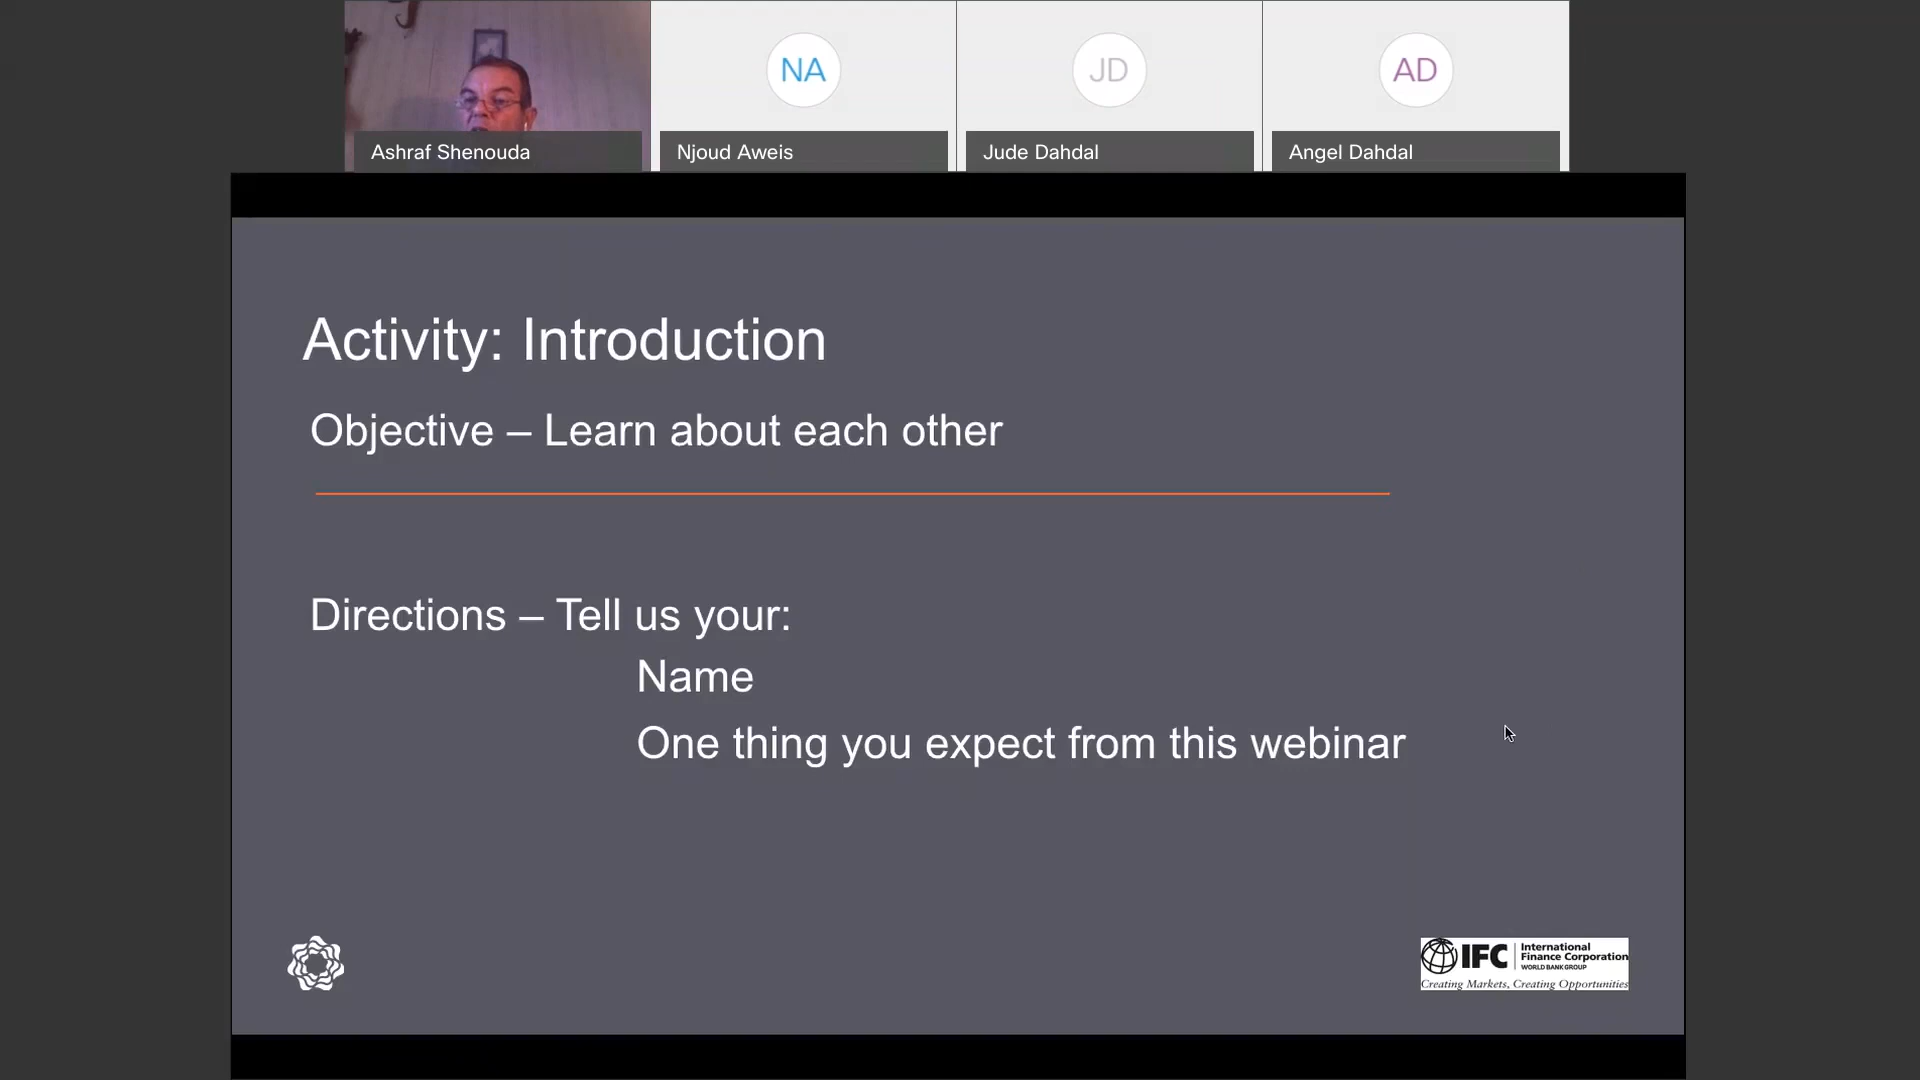 NA
JD
AD
Ashraf Shenouda
Njoud Aweis
Jude Dahdal
Angel Dahdal
Activity: Introduction
Objective – Learn about each other
Directions – Tell us your:
Name
One thing you expect from this webinar
IFC
International
Finance Corporation
WORLD BANK GROUP
Creating Markets, Creating Opportunities